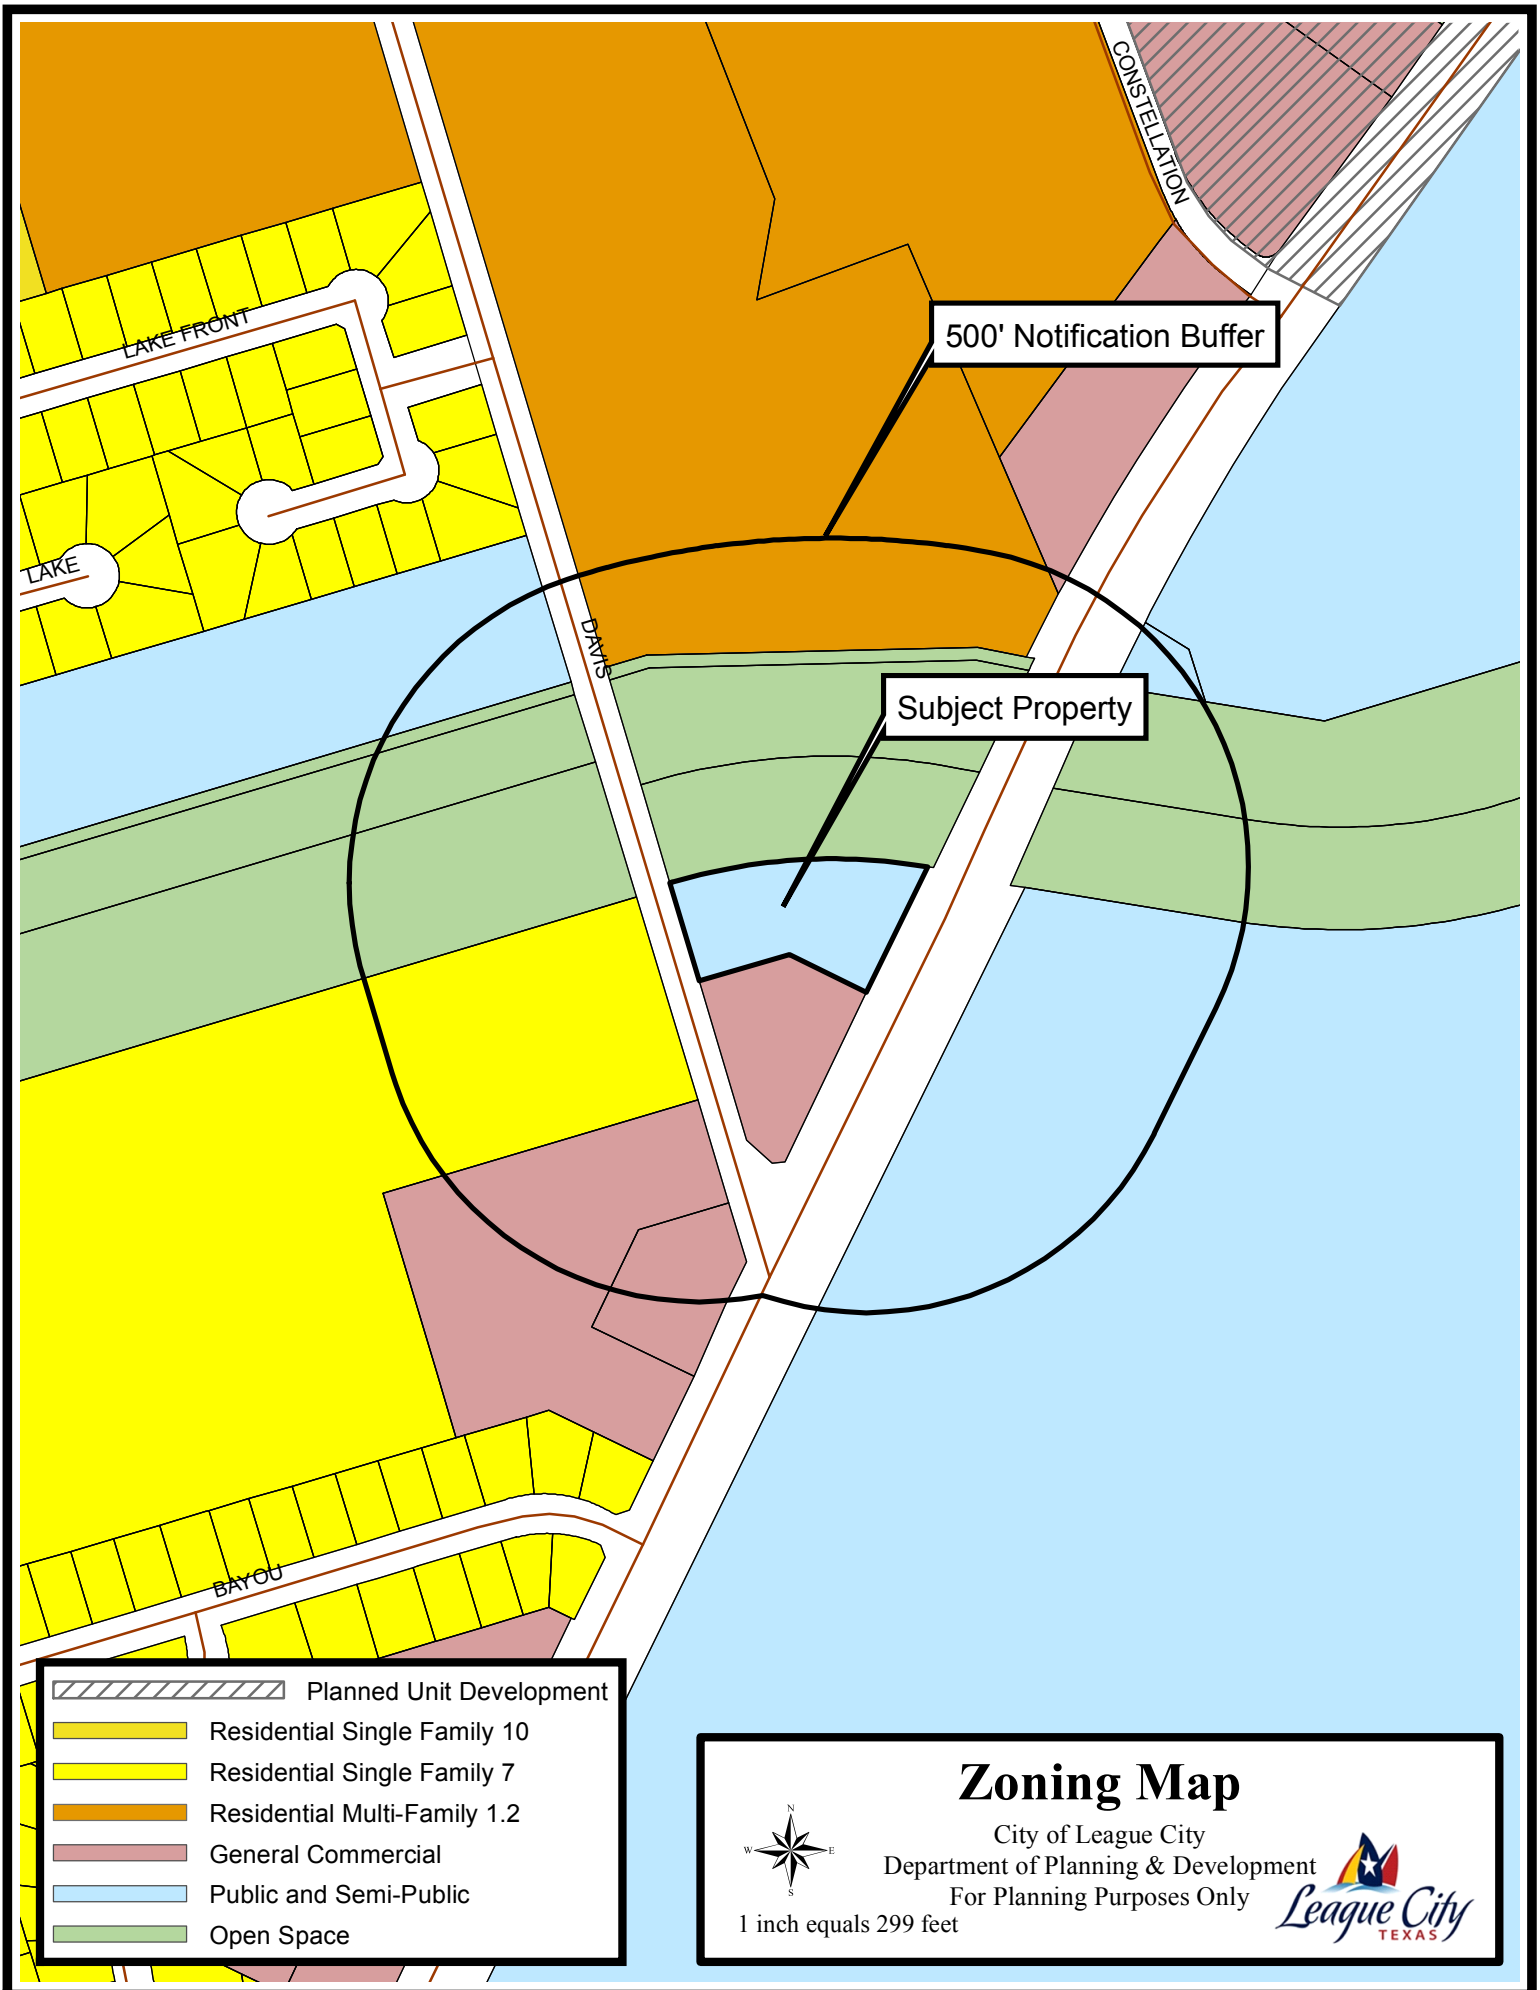 CONSTELLATION
LAKE FRONT
500' Notification Buffer
LAKE
DAVIS
Subject Property
BAYOU
Planned Unit Development
Residential Single Family 10
Residential Single Family 7
Residential Multi-Family 1.2
General Commercial
Public and Semi-Public
Open Space
Zoning Map
City of League City
Department of Planning & Development
For Planning Purposes Only
1 inch equals 299 feet
N
W E
S
League City
TEXAS